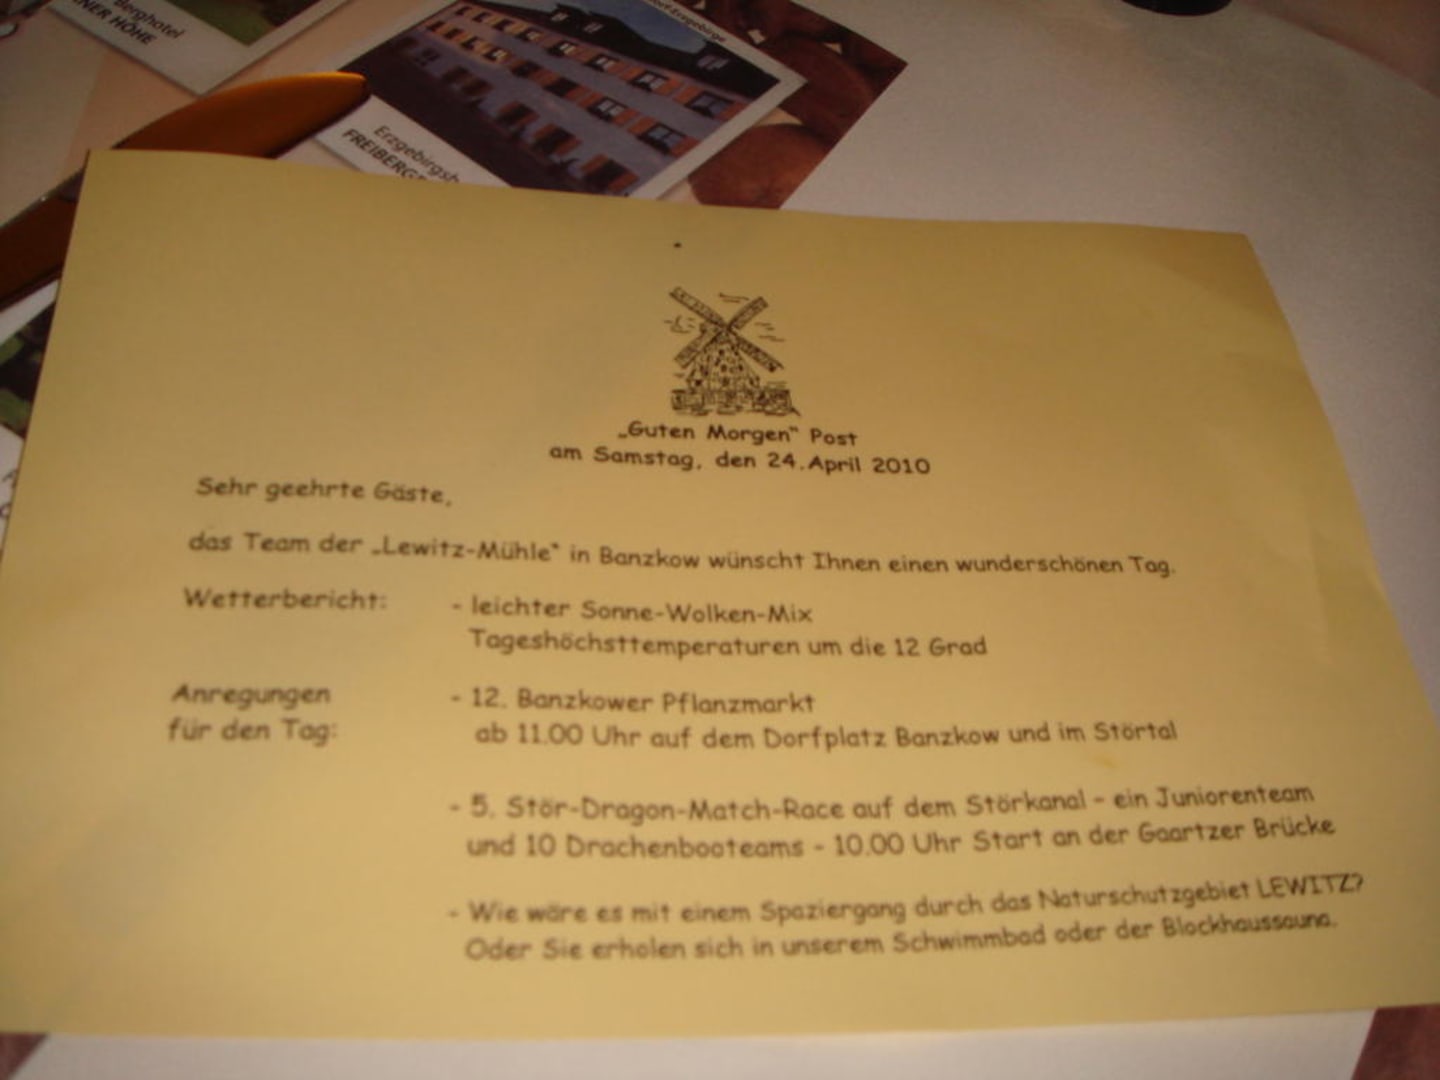 Berghotel
Erzgebirgsh
FREIBERG
„Guten Morgen“ Post
am Samstag, den 24.April 2010
Sehr geehrte Gäste,
das Team der „Lewitz-Mühle“ in Banzkow wünscht Ihnen einen wunderschönen Tag.
Wetterbericht: - leichter Sonne-Wolken-Mix
Tageshöchsttemperaturen um die 12 Grad
Anregungen - 12. Banzkower Pflanzmarkt
für den Tag: ab 11.00 Uhr auf dem Dorfplatz Banzkow und im Störtal
- 5. Stör-Dragon-Match-Race auf dem Störkanal - ein Juniorenteam
und 10 Drachenbooteams - 10.00 Uhr Start an der Gaartzer Brücke
- Wie wäre es mit einem Spaziergang durch das Naturschutzgebiet LEWITZ?
Oder Sie erholen sich in unserem Schwimmbad oder der Blockhaussauna.